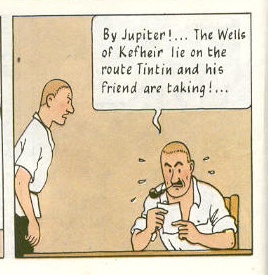 By Jupiter!... The Wells
of Kefheir lie on the
route Tintin and his
friend are taking!...